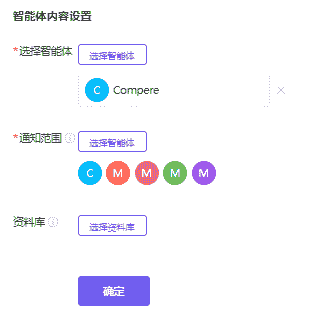 智能体内容设置
*选择智能体
选择智能体
C Compere
*通知范围
选择智能体
C M M M M
资料库
选择资料库
确定